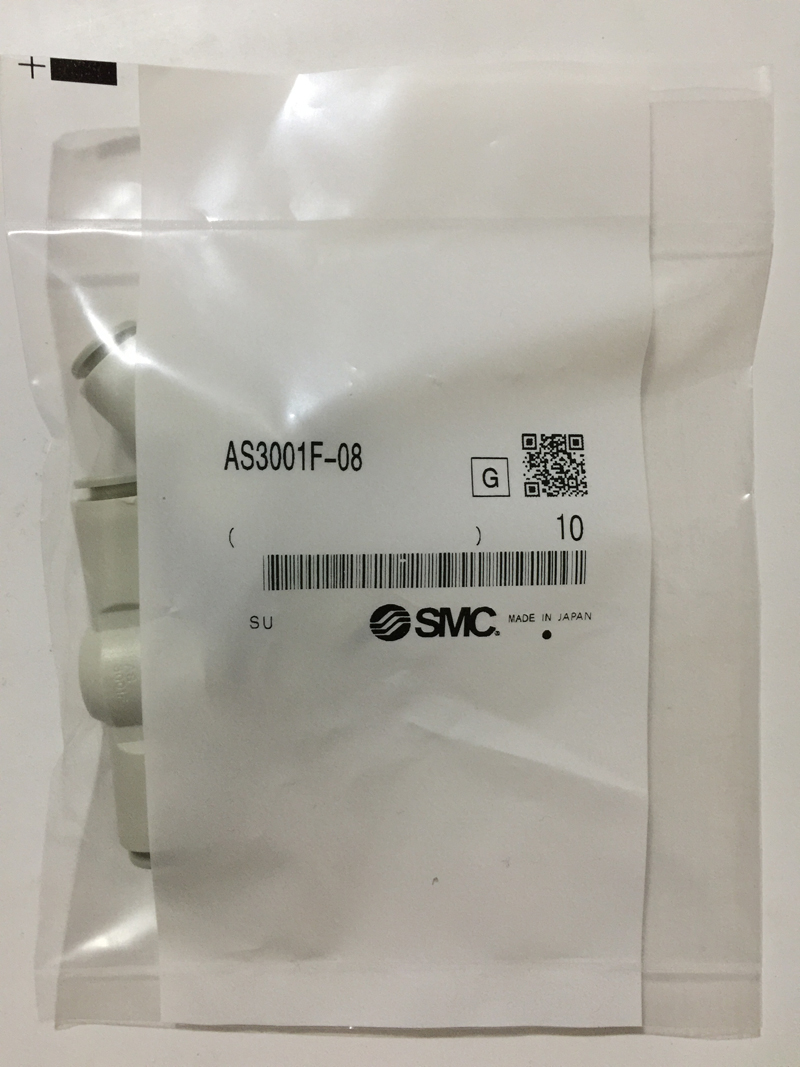 AS3001F-08
G
( ) 10
SU SMC MADE IN JAPAN